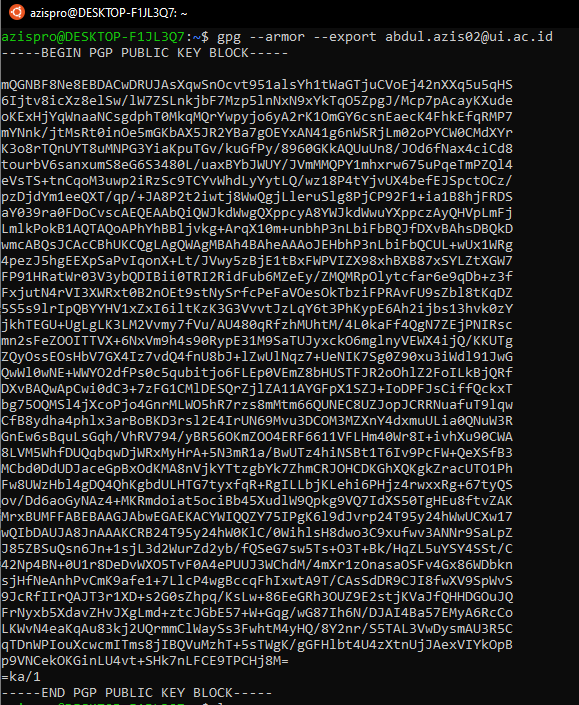 azispro@DESKTOP-F1JL3Q7: ~
azispro@DESKTOP-F1JL3Q7:~$ gpg --armor --export abdul.azis02@ui.ac.id
-----BEGIN PGP PUBLIC KEY BLOCK-----
mQGNBF8Ne8EBDACwDRUJAsXqwSnOcvt951alsYh1tWaGTjuCVoEj42nXXq5u5qHS
6Ijtv8icXz8elSw/lW7ZSLnkjbF7Mzp5lnNxN9xYkTqO5ZpgJ/Mcp7pAcayKXude
oKExHjYqWnaaNCsgdphT0MkqMQrYwpyjo6yA2rK1OmGY6csnEaecK4FhkEfqRMP7
mYNnk/jtMsRt0inOe5mGKbAX5JR2YBa7gOEYxAN41g6nWSRjLm02oPYCW0CMdXYr
K3o8rTQnUYT8uMNPG3YiaKpuTGv/kuGfPy/8960GKkAQUuUn8/JOd6fNax4ciCd8
tourbV6sanxumS8eG6S3480L/uaxBYbJWUY/JVmMMQPY1mhxrw675uPqeTmPZQl4
eVsTS+tnCqoM3uwp2iRzSc9TCYvWhdLyYytLQ/wz18P4tYjvUX4befEJSpctOCz/
pzDjdYm1eeQXT/qp/+JA8P2t2iwtj8WwQgjLleruSlg8PjCP92F1+ia1B8hjFRDS
aY039ra0FDoCvscAEQEAAbQiQWJkdWwgQXppcyA8YWJkdWwuYXppczAyQHVpLmFj
LmlkPokB1AQTAQoAPhYhBBljvkg+ArqX10m+unbhP3nLbiFbBQJfDXvBAhsDBQkD
wmcABQsJCAcCBhUKCQgLAgQWAgMBAh4BAheAAAoJEHbhP3nLbiFbQCUL+wUx1WRg
4pezJ5hgEEXpSaPvIqonX+Lt/JVwy5zBjE1tBxFWPVIZX98xhBXB87xSYLZtXGW7
FP91HRatWr03V3ybQDIBii0TRI2RidFub6MZeEy/ZMQMRpOlytcfar6e9qDb+z3f
FxjutN4rVI3XWRxt0B2nOEt9stNySrfcPeFaVOesOkTbziFPRAvFU9sZbl8tKqDZ
5S5s9lrIpQBYYHV1xZxI6iltKzK3G3VvvtJzLqY6t3PhKypE6Ah2ijbs13hvk0zY
jkhTEGU+UgLgLK3LM2Vvmy7fVu/AU480qRfzhMUhtM/4L0kaFf4QgN7ZEjPNIRsc
mn2sFeZOOITTVX+6NxVm9h4s90RypE31M9SaTUJyxckO6mglnyVEWX4ijQ/KKUTg
ZQyOssEOsHbV7GX4Iz7vdQ4fnU8bJ+lZwUlNqz7+UeNIK7Sg0Z90xu3iWdl91JwG
QwWl0wNE+WWYO2dfPs0c5qubitjo6FLEp0VEmZ8bHUSTFJR2oOhlZ2FoILkBjQRf
DXvBAQwApCwi0dC3+7zFG1CMlDESQrZjlZA11AYGFpX1SZJ+IoDPFJsCiffQckxT
bg75OQMSl4jXcoPjo4GnrMLWO5hR7rzs8mMtm66QUNEC8UZJopJCRRNuafuT9lqw
CfB8ydha4phlx3arBoBKD3rsl2E4IrUN69Mvu3DCOM3MZXnY4dxmuULia0QNuW3R
GnEw6sBquLsGqh/VhRV794/yBR56OKmZOO4ERF6611VFLHm40Wr8I+ivhXu90CWA
8LVM5WhfDUQqbqwDjWRxMyHrA+5N3mR1a/BwUTz4hiNSBt1T6Iv9PcFW+QeXSfB3
MCbd0DdUDJaceGpBxOdKMA8nVjkYTtzgbYk7ZhmCRJOHCDKGhXQKgkZracUTO1Ph
Fw8UWzHbl4gDQ4QhKgbdULHTG7tyxfqR+RgILLbjKLehi6PHjz4rwxxRg+67tyQS
ov/Dd6aoGyNAz4+MKRmdoiat5ociBb45XudlW9Qpkg9VQ7IdXS50TgHEu8ftvZAK
MrxBUMFFABEBAAGJAbwEGAEKACYWIQQZY75IPgK6l9dJvrp24T95y24hWwUCXw17
wQIbDAUJA8JnAAAKCRB24T95y24hW0KlC/0WihlsH8dwo3C9xufwv3ANNr9SaLpZ
J85ZBSuQsn6Jn+1sjL3d2WurZd2yb/fQSeG7sw5Ts+O3T+Bk/HqZL5uYSY4SSt/C
42Np4BN+0U1r8DeDvWXO5TvF0A4ePUUJ3WChdM/4mXr1zOnasaOSFv4Gx86WDbkn
sjHfNeAnhPvCmK9afe1+7LlcP4wgBccqFhIxwtA9T/CAsSdDR9CJI8fwXV9SpWvS
9JcRfIIrQAJT3r1XD+s2G0sZhpq/KsLw+86EeGRh3OUZ9E2stjKVaJfQHHDGOuJQ
FrNyxb5XdavZHvJXgLmd+ztcJGbE57+W+Gqg/wG87Ih6N/DJAI4Ba57EMyA6RcCo
LKWvN4eaKqAu83kj2UQrmmClWaySs3FwhtM4yHQ/8Y2nr/S5TAL3VwDysmAU3R5C
qTDnWPIouXcwcmITms8jIBQVuMzhT+5sTWgK/gGFHlbt4U4zXtnUjJAexVIYkOpB
p9VNCekOKGinLU4vt+SHk7nLFCE9TPCHj8M=
=ka/1
-----END PGP PUBLIC KEY BLOCK-----